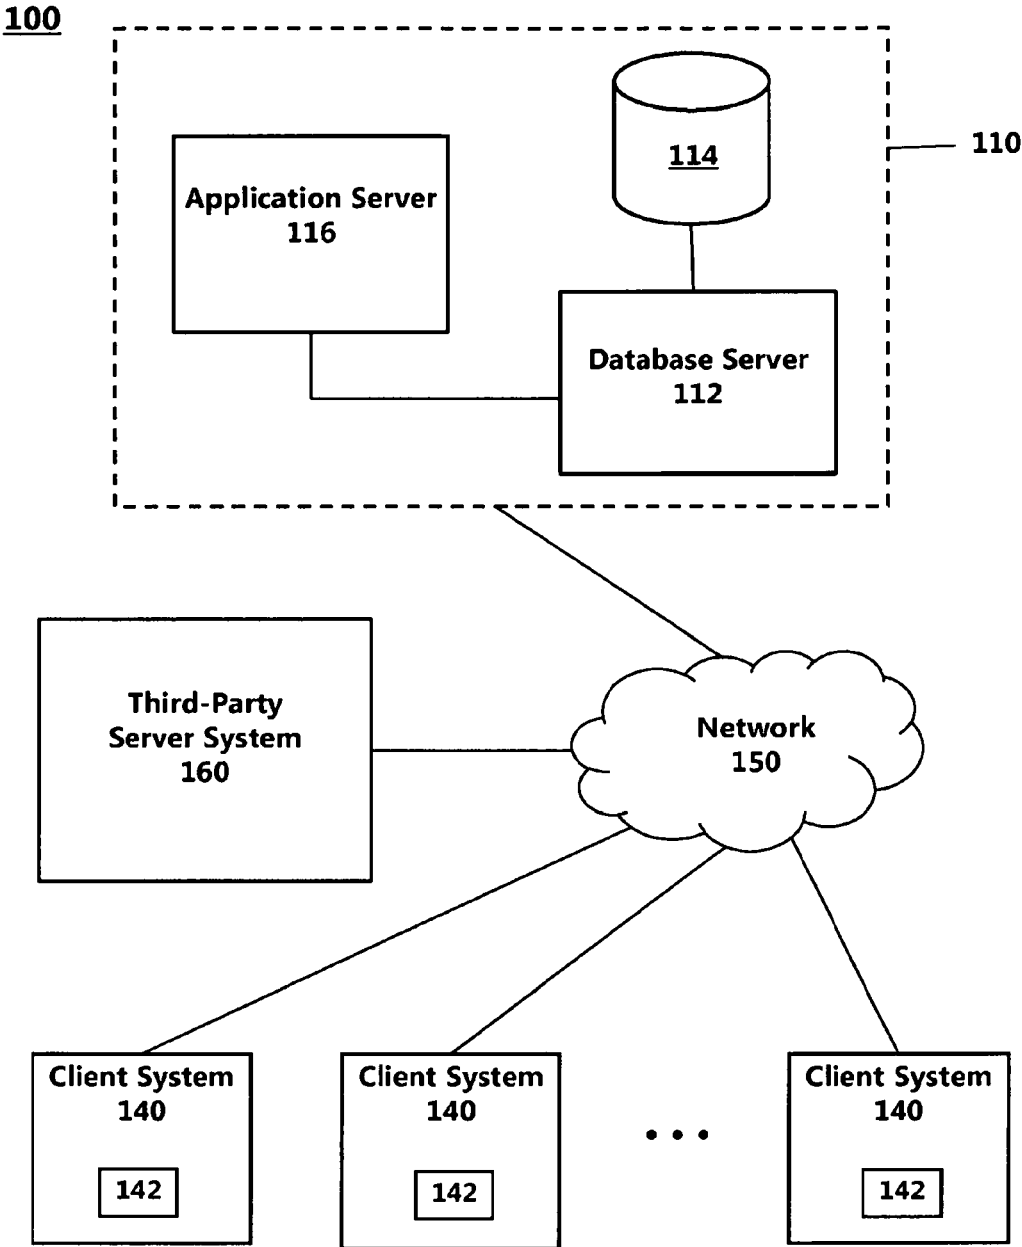 100
110
114
Application Server
116
Database Server
112
Third-Party
Server System
160
Network
150
Client System
140
142
Client System
140
142
Client System
140
142